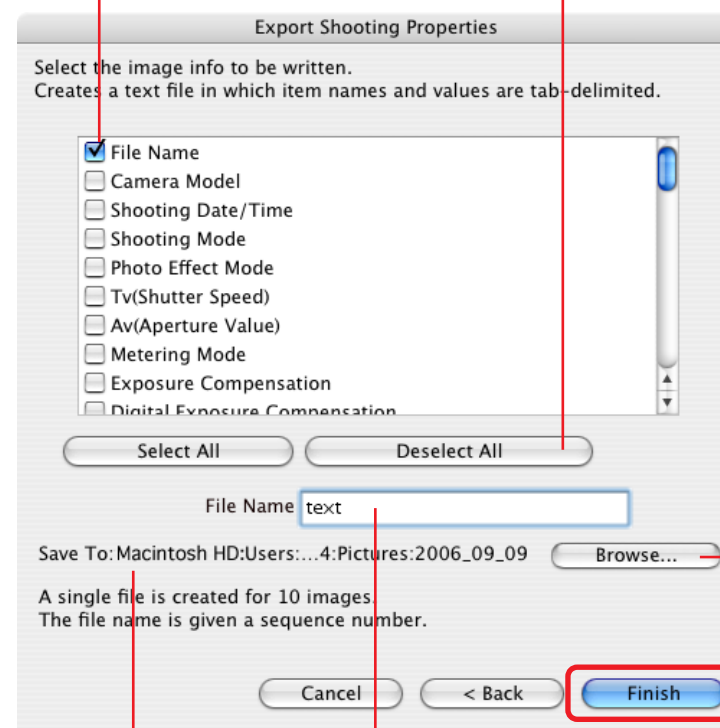 Export Shooting Properties
Select the image info to be written.
Creates a text file in which item names and values are tab-delimited.
File Name
Camera Model
Shooting Date/Time
Shooting Mode
Photo Effect Mode
Tv(Shutter Speed)
Av(Aperture Value)
Metering Mode
Exposure Compensation
Digital Exposure Compensation
Select All Deselect All
File Name text
Save To: Macintosh HD:Users:...4:Pictures:2006_09_09 Browse...
A single file is created for 10 images.
The file name is given a sequence number.
Cancel < Back Finish